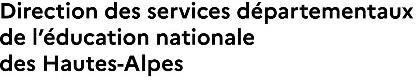 Direction des services départementaux
de l'éducation nationale
des Hautes-Alpes